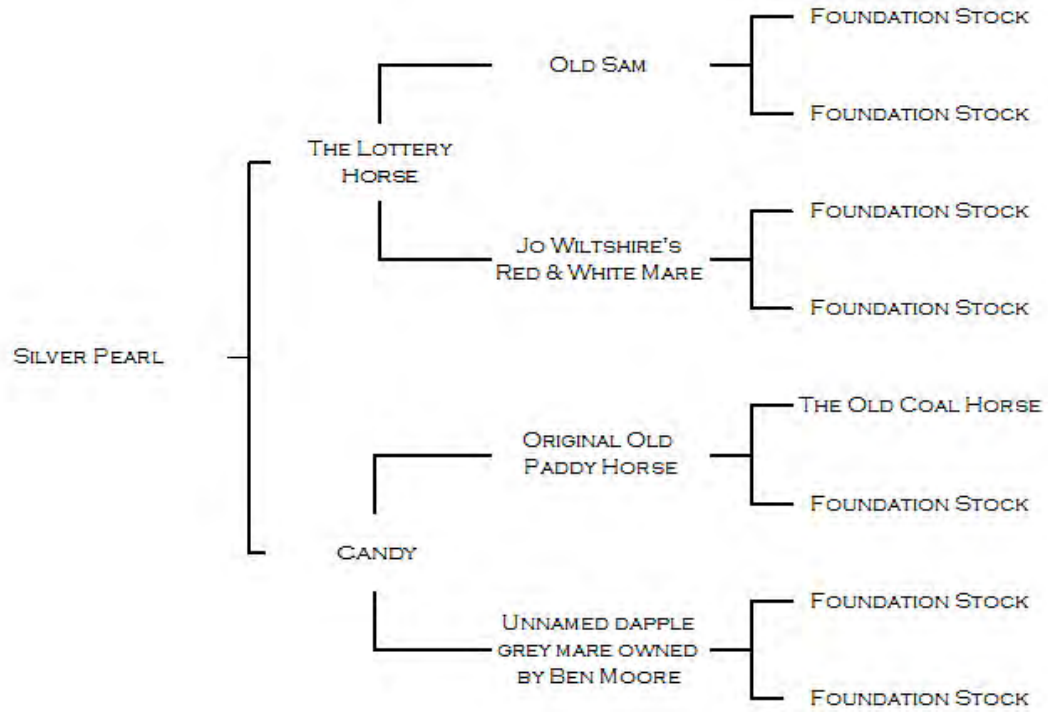 Foundation Stock
Old Sam
Foundation Stock
The Lottery
Horse
Foundation Stock
Jo Wiltshire's
Red & White Mare
Foundation Stock
Silver Pearl
The Old Coal Horse
Original Old
Paddy Horse
Foundation Stock
Candy
Foundation Stock
Unnamed dapple
grey mare owned
by Ben Moore
Foundation Stock